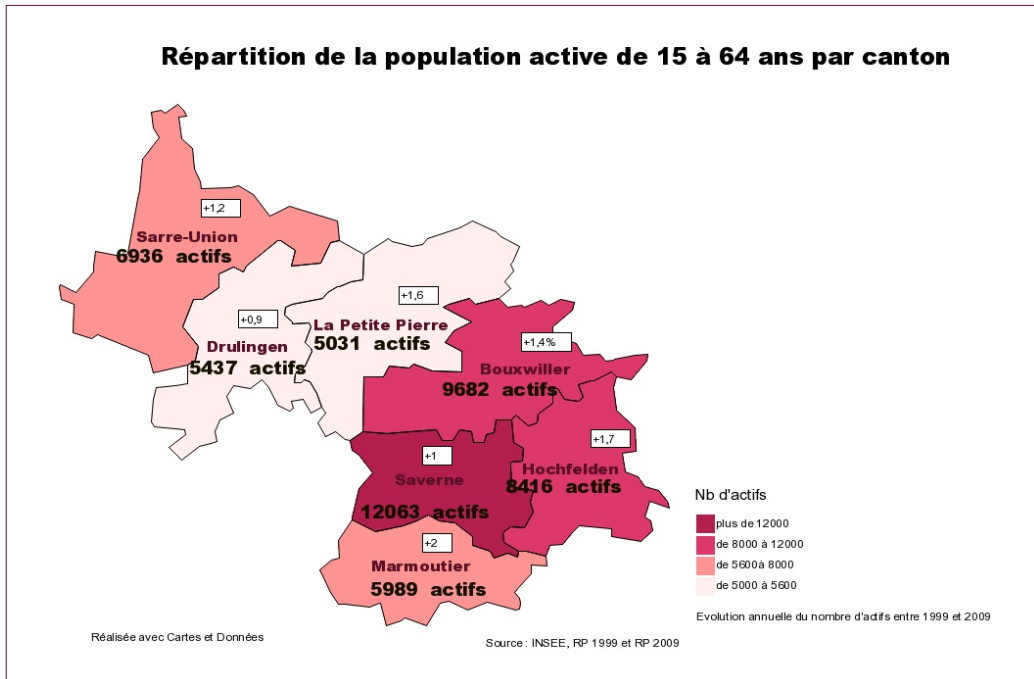 Répartition de la population active de 15 à 64 ans par canton
+1,2
Sarre-Union
6936 actifs
+1,6
+0,9
La Petite Pierre
5031 actifs
Drulingen
5437 actifs
+1,4%
Bouxwiller
9682 actifs
+1,7
Hochfelden
8416 actifs
+1
Saverne
12063 actifs
+2
Marmoutier
5989 actifs
Nb d'actifs
plus de 12000
de 8000 à 12000
de 5600à 8000
de 5000 à 5600
Evolution annuelle du nombre d'actifs entre 1999 et 2009
Réalisée avec Cartes et Données
Source : INSEE, RP 1999 et RP 2009